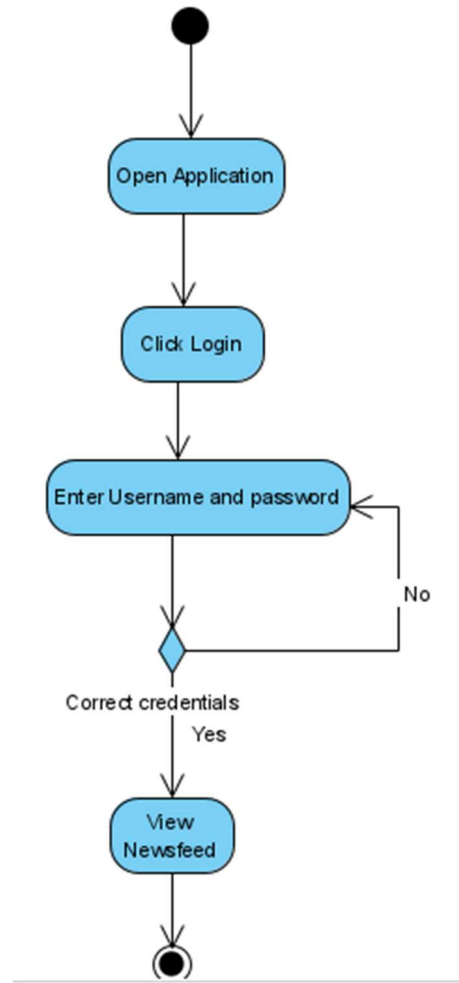 Open Application
Click Login
Enter Username and password
No
Correct credentials
Yes
View
Newsfeed